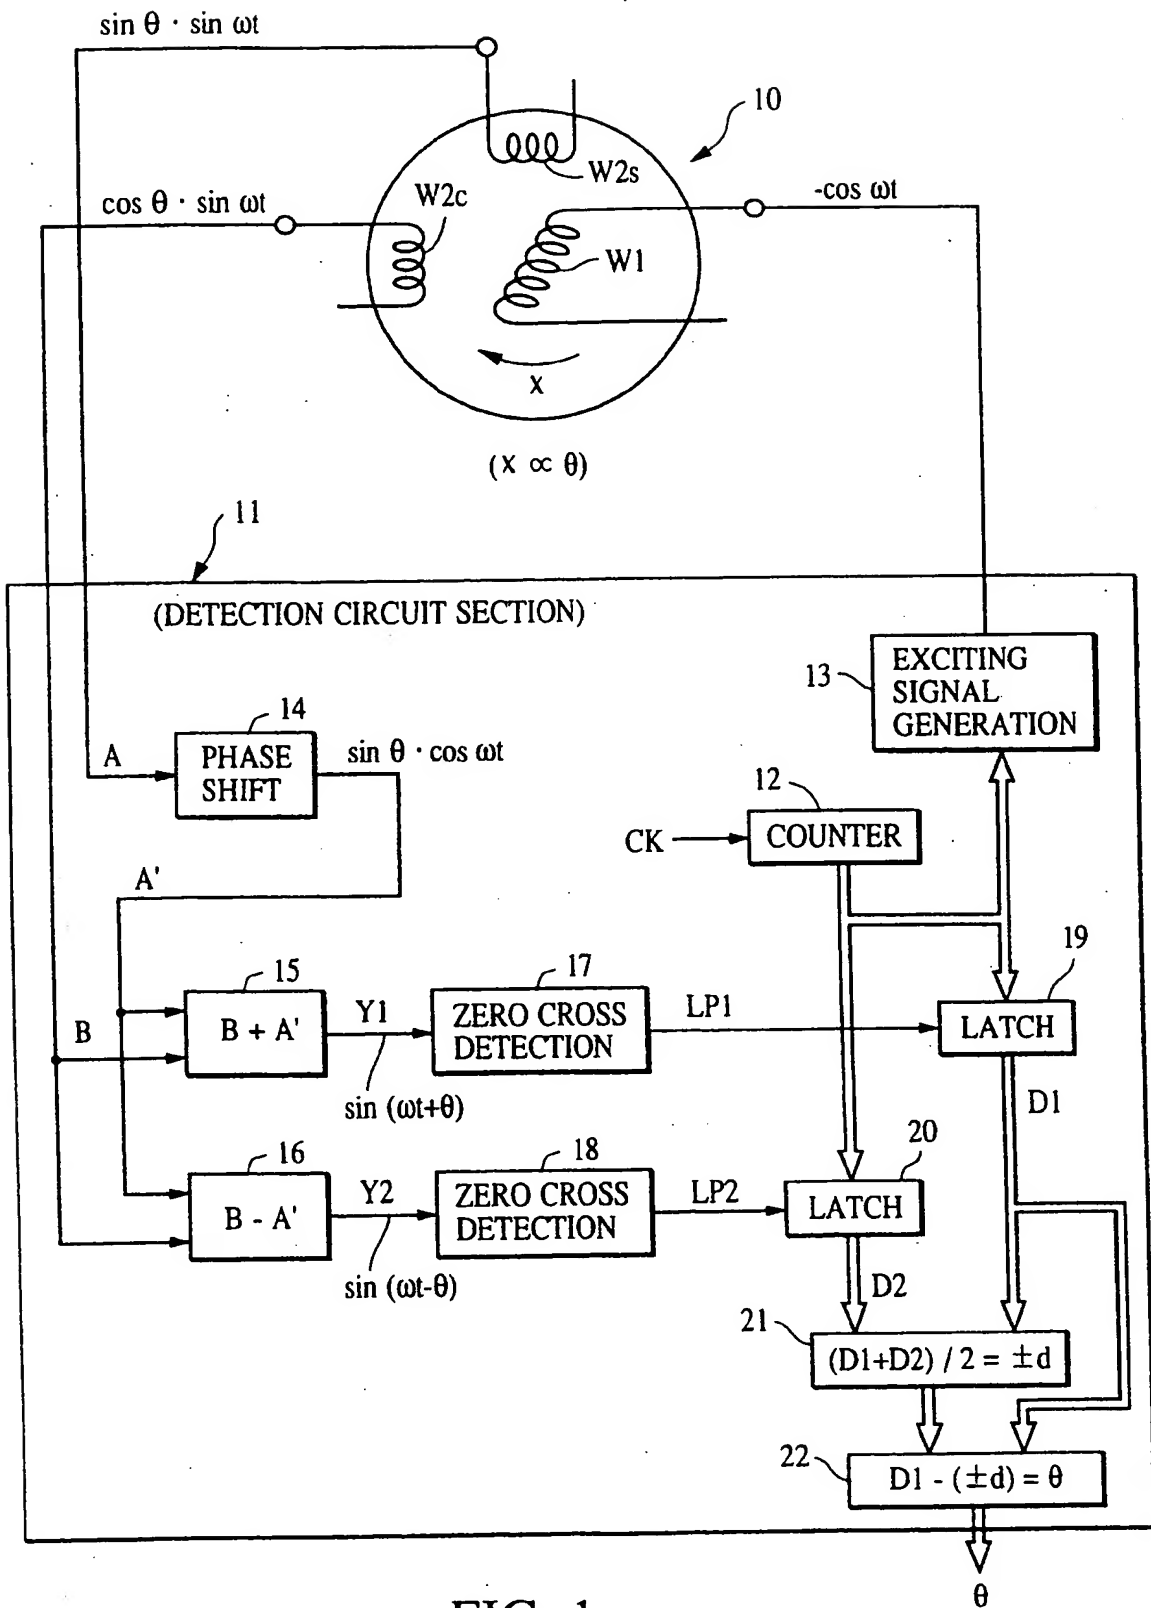 sin θ · sin ωt
10
W2s
W2c
cos θ · sin ωt
-cos ωt
W1
X
(X ∝ θ)
11
(DETECTION CIRCUIT SECTION)
13
EXCITING
SIGNAL
GENERATION
14
A
PHASE
SHIFT
sin θ · cos ωt
12
CK
COUNTER
A'
19
15
17
B
B + A'
Y1
ZERO CROSS
DETECTION
LP1
LATCH
sin (ωt+θ)
D1
16
18
20
B - A'
Y2
ZERO CROSS
DETECTION
LP2
LATCH
sin (ωt-θ)
D2
21
(D1+D2) / 2 = ±d
22
D1 - (±d) = θ
θ